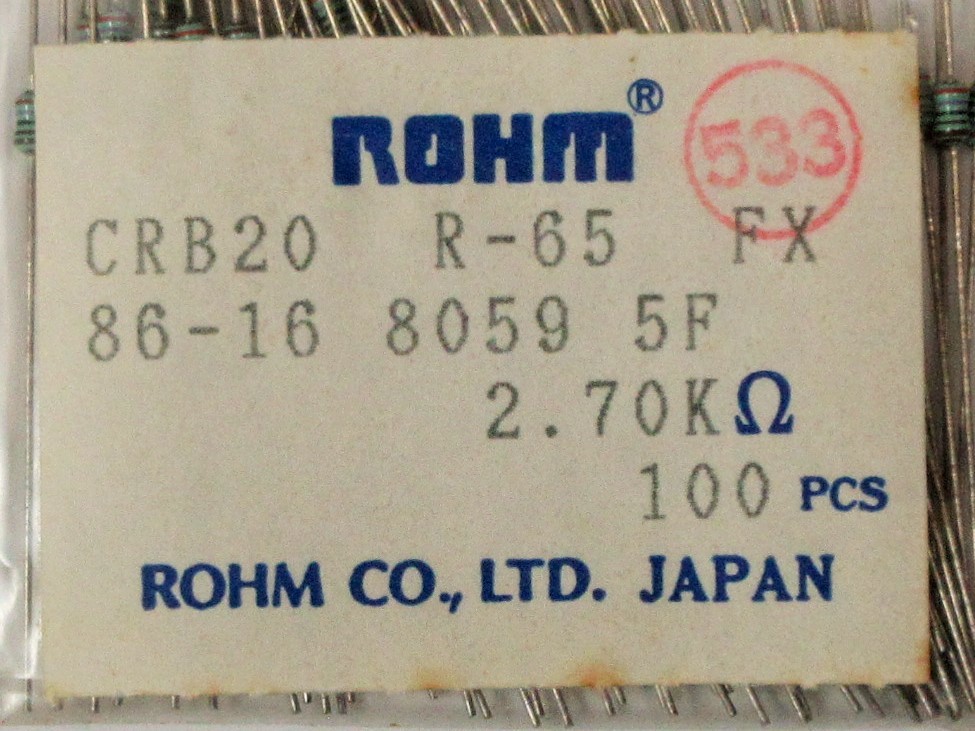 ROHM®
533
CRB20 R-65 FX
86-16 8059 5F
2.70KΩ
100 PCS
ROHM CO., LTD. JAPAN